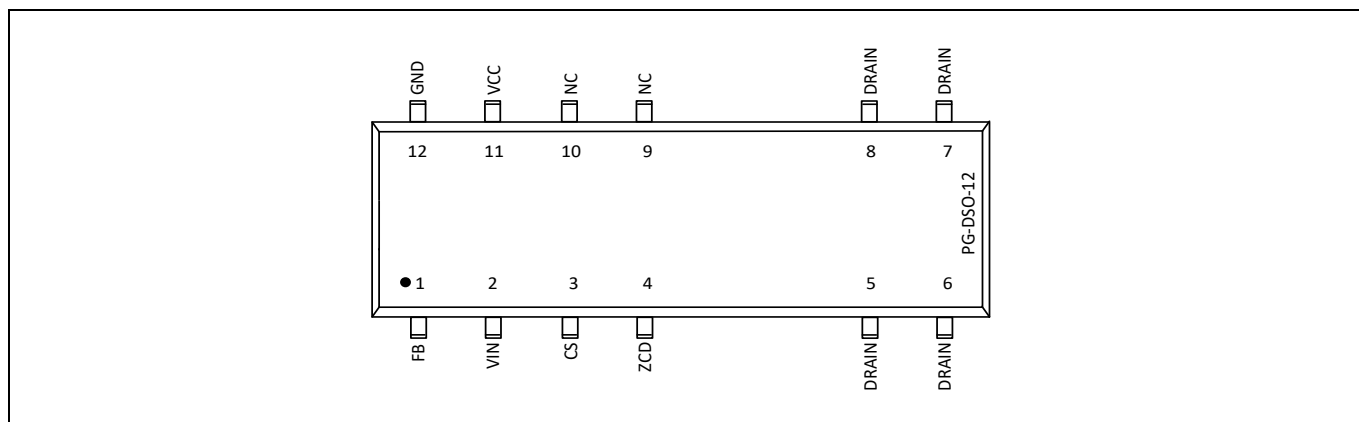 GND VCC NC NC DRAIN DRAIN
12 11 10 9 8 7
PG-DSO-12
1 2 3 4 5 6
FB VIN CS ZCD DRAIN DRAIN